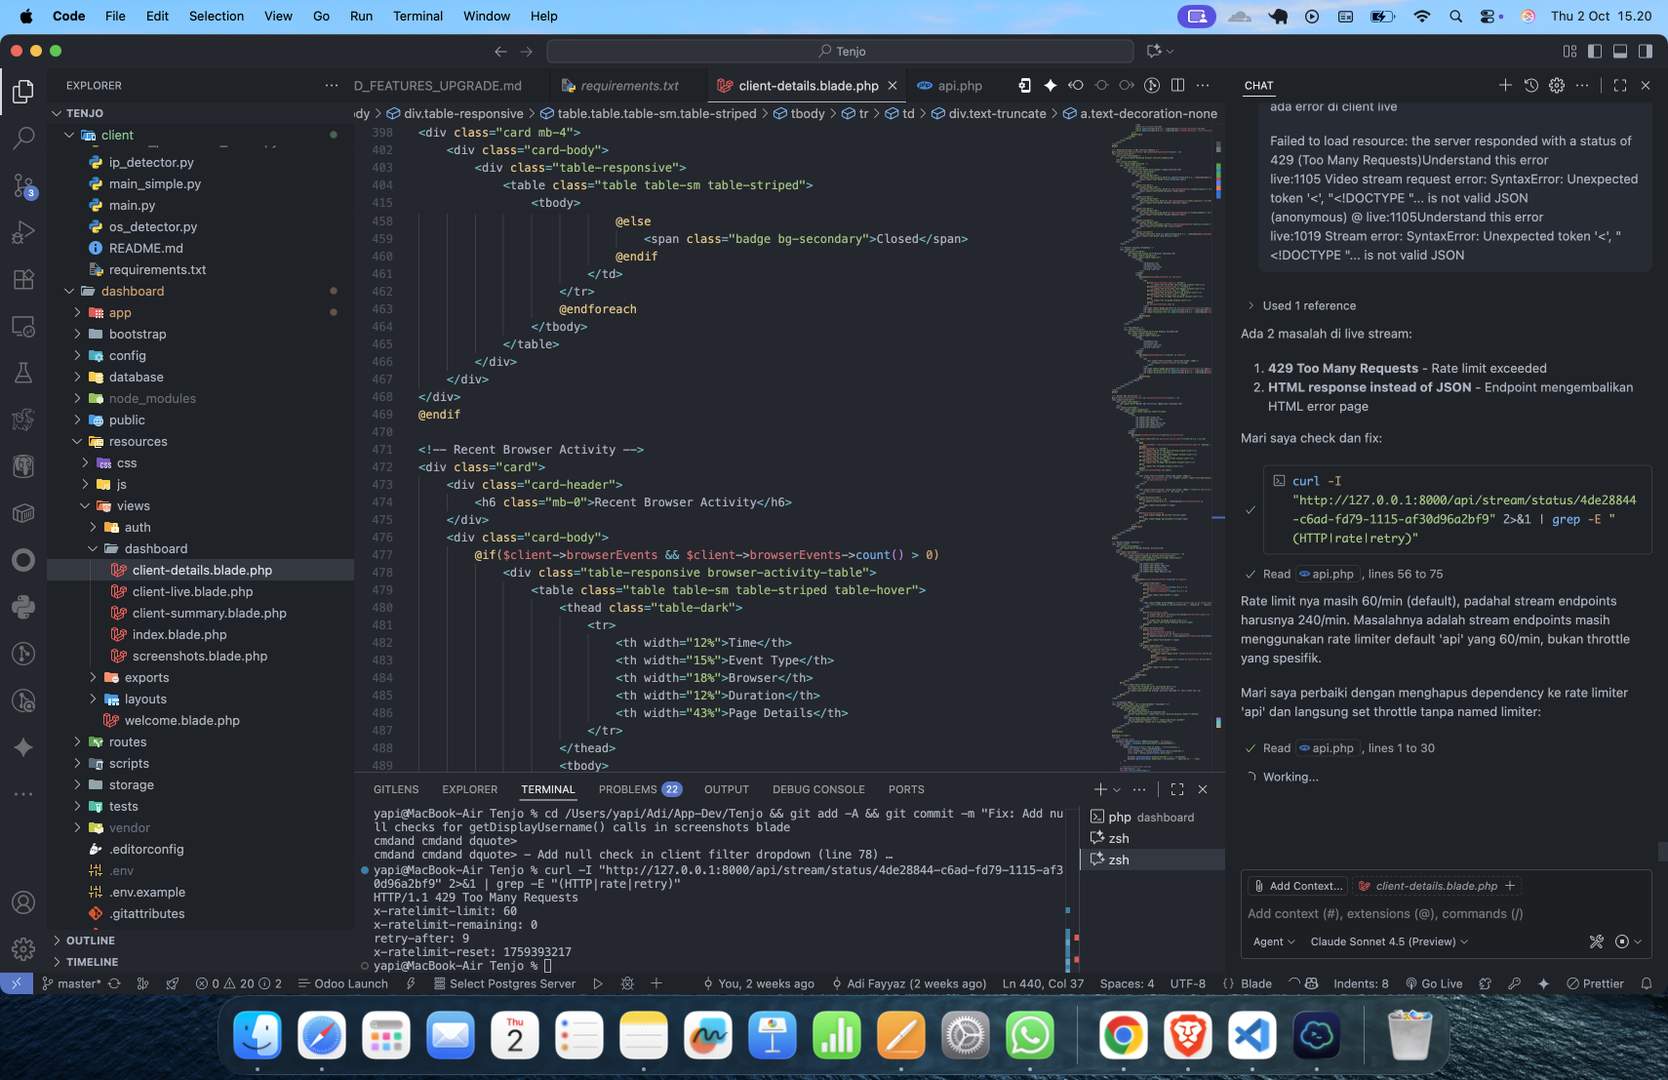 Code File Edit Selection View Go Run Terminal Window Help
Thu 2 Oct 15.20
Tenjo
EXPLORER
TENJO
client
ip_detector.py
main_simple.py
main.py
os_detector.py
README.md
requirements.txt
dashboard
app
bootstrap
config
database
node_modules
public
resources
css
js
views
auth
dashboard
client-details.blade.php
client-live.blade.php
client-summary.blade.php
index.blade.php
screenshots.blade.php
exports
layouts
welcome.blade.php
routes
scripts
storage
tests
vendor
.editorconfig
.env
.env.example
.gitattributes
OUTLINE
TIMELINE
3
D_FEATURES_UPGRADE.md requirements.txt client-details.blade.php api.php
dy > div.table-responsive > table.table.table-sm.table-striped > tbody > tr > td > div.text-truncate > a.text-decoration-none
398 <div class="card mb-4">
402 <div class="card-body">
403 <div class="table-responsive">
404 <table class="table table-sm table-striped">
415 <tbody>
458 @else
459 <span class="badge bg-secondary">Closed</span>
460 @endif
461 </td>
462 </tr>
463 @endforeach
464 </tbody>
465 </table>
466 </div>
467 </div>
468 </div>
469 @endif
470
471 <!-- Recent Browser Activity -->
472 <div class="card">
473 <div class="card-header">
474 <h6 class="mb-0">Recent Browser Activity</h6>
475 </div>
476 <div class="card-body">
477 @if($client->browserEvents && $client->browserEvents->count() > 0)
478 <div class="table-responsive browser-activity-table">
479 <table class="table table-sm table-striped table-hover">
480 <thead class="table-dark">
481 <tr>
482 <th width="12%">Time</th>
483 <th width="15%">Event Type</th>
484 <th width="18%">Browser</th>
485 <th width="12%">Duration</th>
486 <th width="43%">Page Details</th>
487 </tr>
488 </thead>
489 <tbody>
GITLENS EXPLORER TERMINAL PROBLEMS 22 OUTPUT DEBUG CONSOLE PORTS
yapi@MacBook-Air Tenjo % cd /Users/yapi/Adi/App-Dev/Tenjo && git add -A && git commit -m "Fix: Add nu
ll checks for getDisplayUsername() calls in screenshots blade
cmdand cmdand dquote>
cmdand cmdand dquote> - Add null check in client filter dropdown (line 78) …
yapi@MacBook-Air Tenjo % curl -I "http://127.0.0.1:8000/api/stream/status/4de28844-c6ad-fd79-1115-af3
0d96a2bf9" 2>&1 | grep -E "(HTTP|rate|retry)"
HTTP/1.1 429 Too Many Requests
x-ratelimit-limit: 60
x-ratelimit-remaining: 0
retry-after: 9
x-ratelimit-reset: 1759393217
yapi@MacBook-Air Tenjo %
php dashboard
zsh
zsh
CHAT
ada error di client live
Failed to load resource: the server responded with a status of
429 (Too Many Requests)Understand this error
live:1105 Video stream request error: SyntaxError: Unexpected
token '<', "<!DOCTYPE "... is not valid JSON
(anonymous) @ live:1105Understand this error
live:1019 Stream error: SyntaxError: Unexpected token '<', "
<!DOCTYPE "... is not valid JSON
Used 1 reference
Ada 2 masalah di live stream:
1. 429 Too Many Requests - Rate limit exceeded
2. HTML response instead of JSON - Endpoint mengembalikan
HTML error page
Mari saya check dan fix:
curl -I
"http://127.0.0.1:8000/api/stream/status/4de28844
-c6ad-fd79-1115-af30d96a2bf9" 2>&1 | grep -E "
(HTTP|rate|retry)"
Read api.php , lines 56 to 75
Rate limit nya masih 60/min (default), padahal stream endpoints
harusnya 240/min. Masalahnya adalah stream endpoints masih
menggunakan rate limiter default 'api' yang 60/min, bukan throttle
yang spesifik.
Mari saya perbaiki dengan menghapus dependency ke rate limiter
'api' dan langsung set throttle tanpa named limiter:
Read api.php , lines 1 to 30
Working...
Add Context... client-details.blade.php
Add context (#), extensions (@), commands (/)
Agent Claude Sonnet 4.5 (Preview)
master* 0 20 2 Odoo Launch Select Postgres Server You, 2 weeks ago Adi Fayyaz (2 weeks ago) Ln 440, Col 37 Spaces: 4 UTF-8 Blade Indents: 8 Go Live Prettier
Thu
2